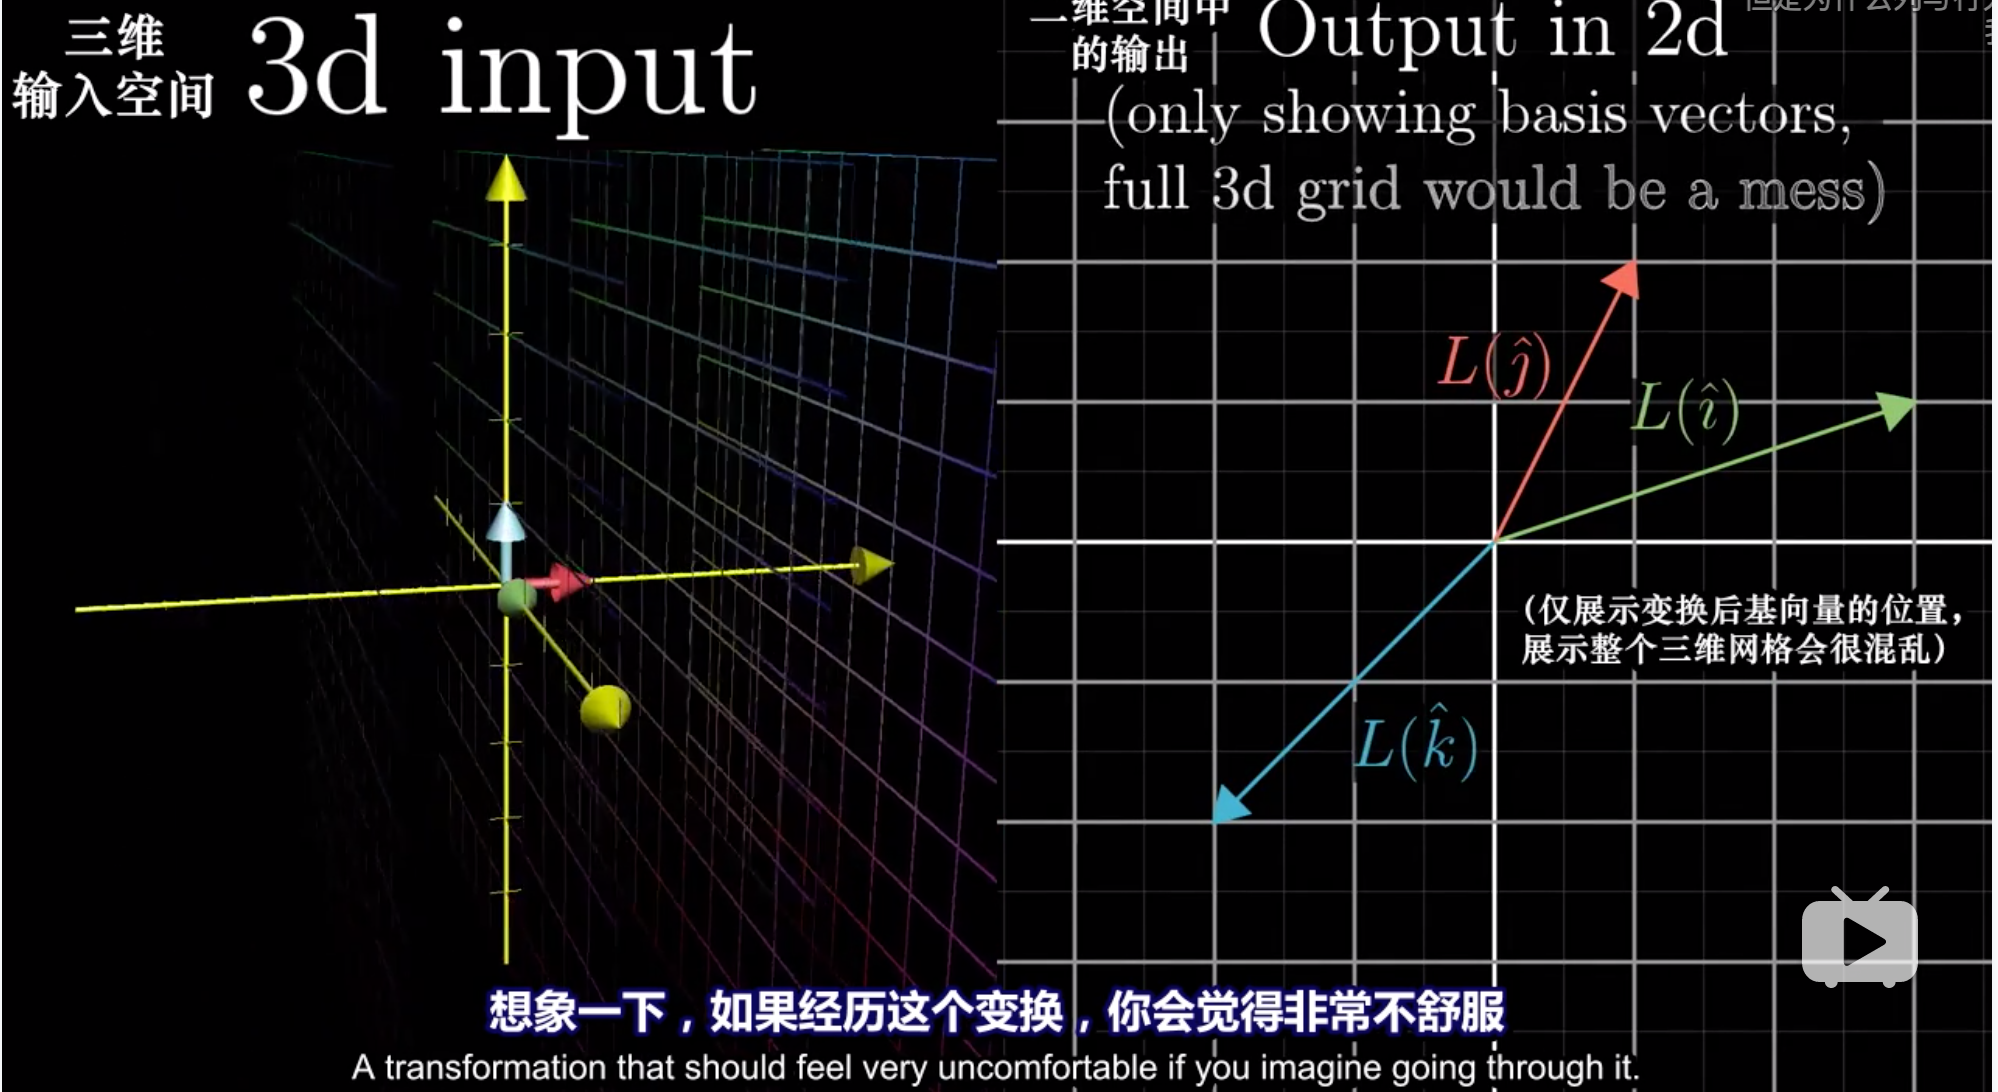 三维
输入空间
3d input
二维空间中
的输出
Output in 2d
(only showing basis vectors,
full 3d grid would be a mess)
L(ĵ)
L(î)
(仅展示变换后基向量的位置，
展示整个三维网格会很混乱)
L(k̂)
想象一下，如果经历这个变换，你会觉得非常不舒服
A transformation that should feel very uncomfortable if you imagine going through it.